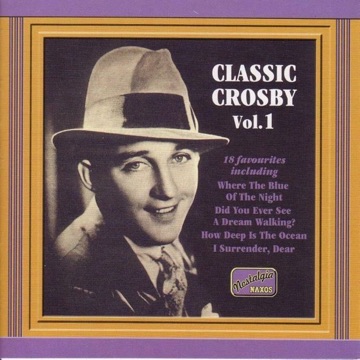 CLASSIC
CROSBY
Vol.1
18 favourites
including
Where The Blue
Of The Night
Did You Ever See
A Dream Walking?
How Deep Is The Ocean
I Surrender, Dear
Nostalgia
NAXOS